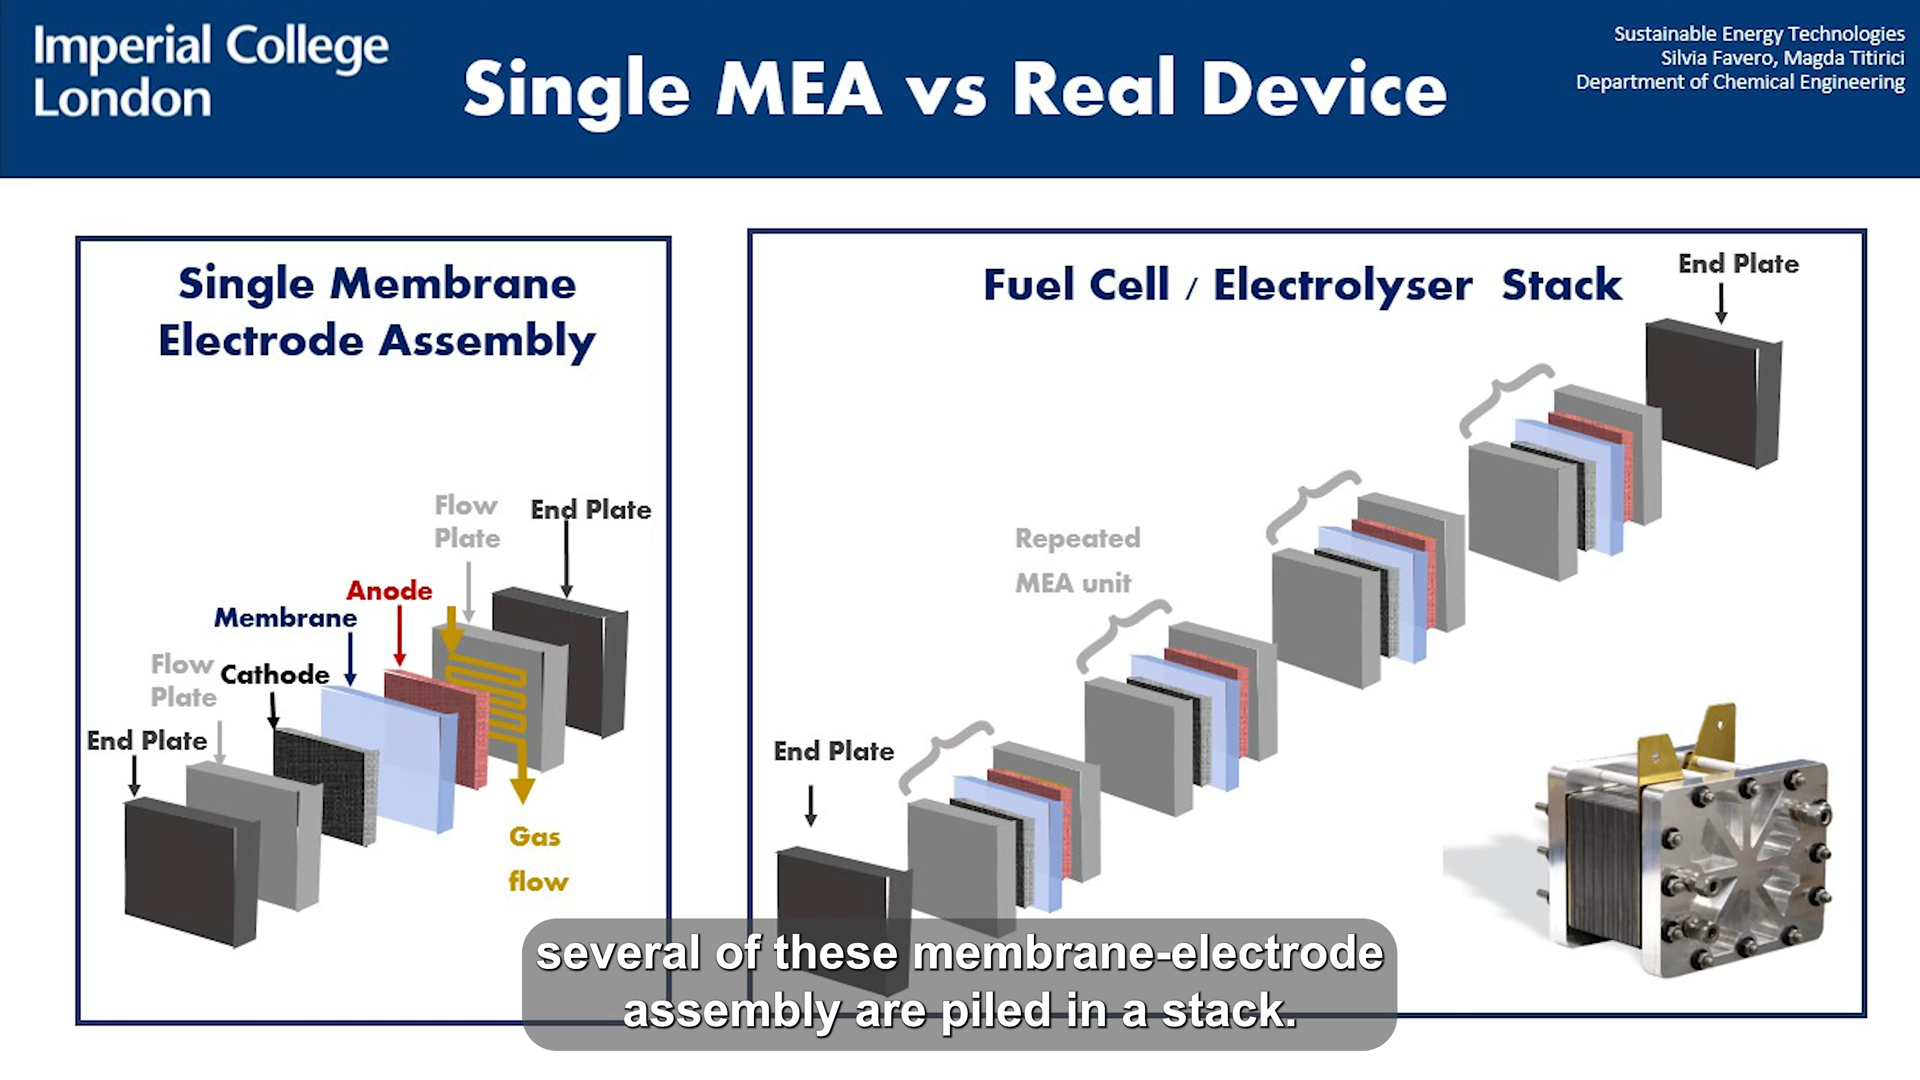 Imperial College
London
Single MEA vs Real Device
Sustainable Energy Technologies
Silvia Favero, Magda Titirici
Department of Chemical Engineering
Single Membrane
Electrode Assembly
Flow
Plate
End Plate
Anode
Membrane
Flow
Plate
Cathode
End Plate
Gas
flow
Fuel Cell / Electrolyser Stack
End Plate
Repeated
MEA unit
End Plate
several of these membrane-electrode
assembly are piled in a stack.